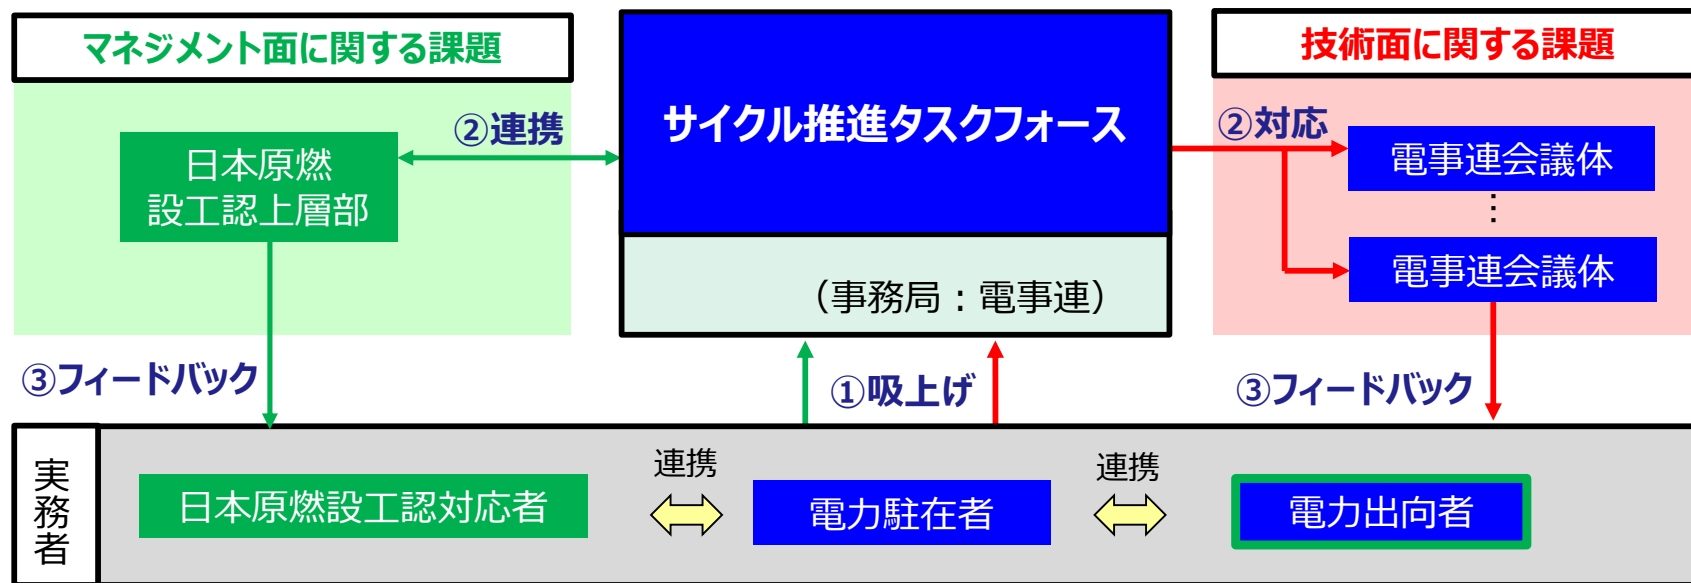 マネジメント面に関する課題
技術面に関する課題
サイクル推進タスクフォース
（事務局：電事連）
②連携
②対応
日本原燃
設工認上層部
電事連会議体
⋮
電事連会議体
③フィードバック
①吸上げ
③フィードバック
実務者
日本原燃設工認対応者
連携
電力駐在者
連携
電力出向者